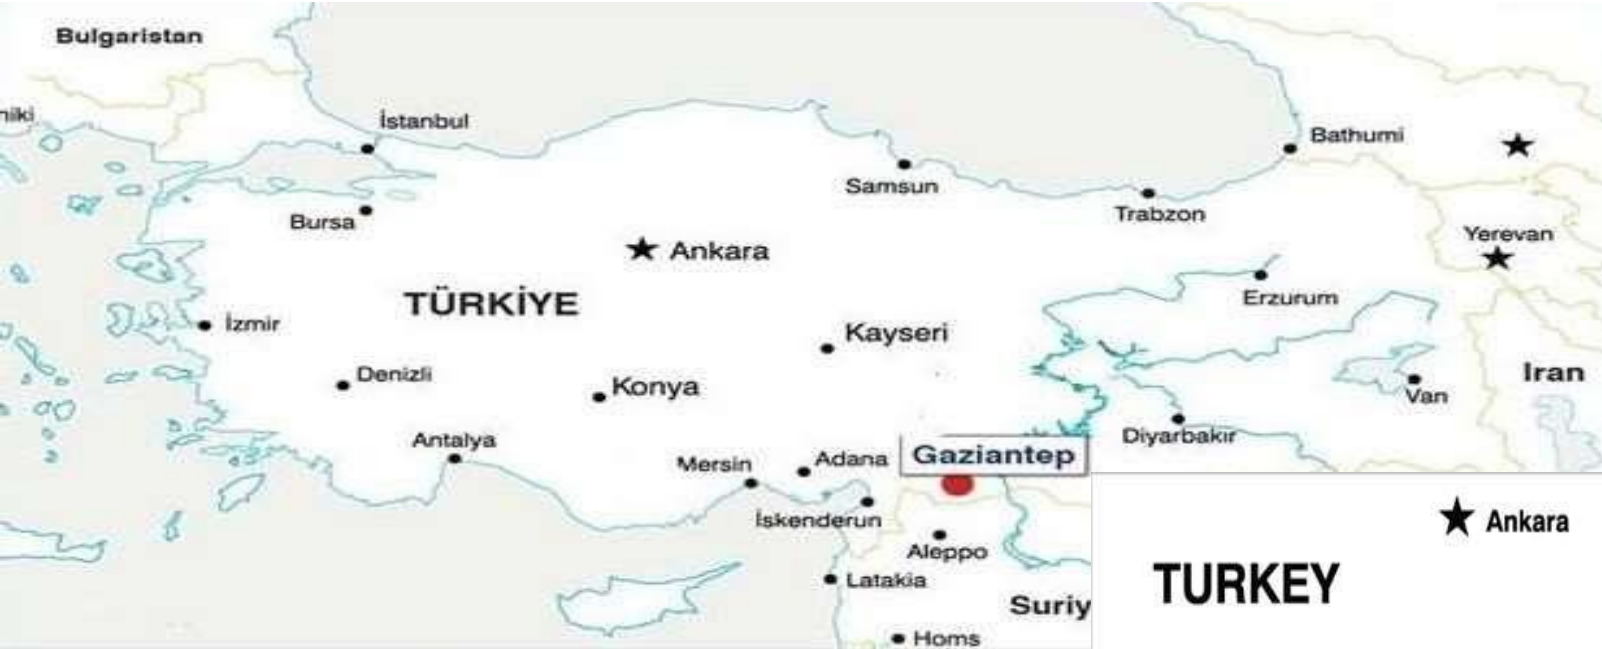 Bulgaristan
niki
İstanbul
Bathumi
Samsun
Bursa
Trabzon
Yerevan
Ankara
TÜRKİYE
Erzurum
İzmir
Kayseri
Denizli
Konya
Iran
Van
Antalya
Diyarbakır
Mersin
Adana
Gaziantep
İskenderun
Ankara
Aleppo
Latakia
TURKEY
Suriy
Homs